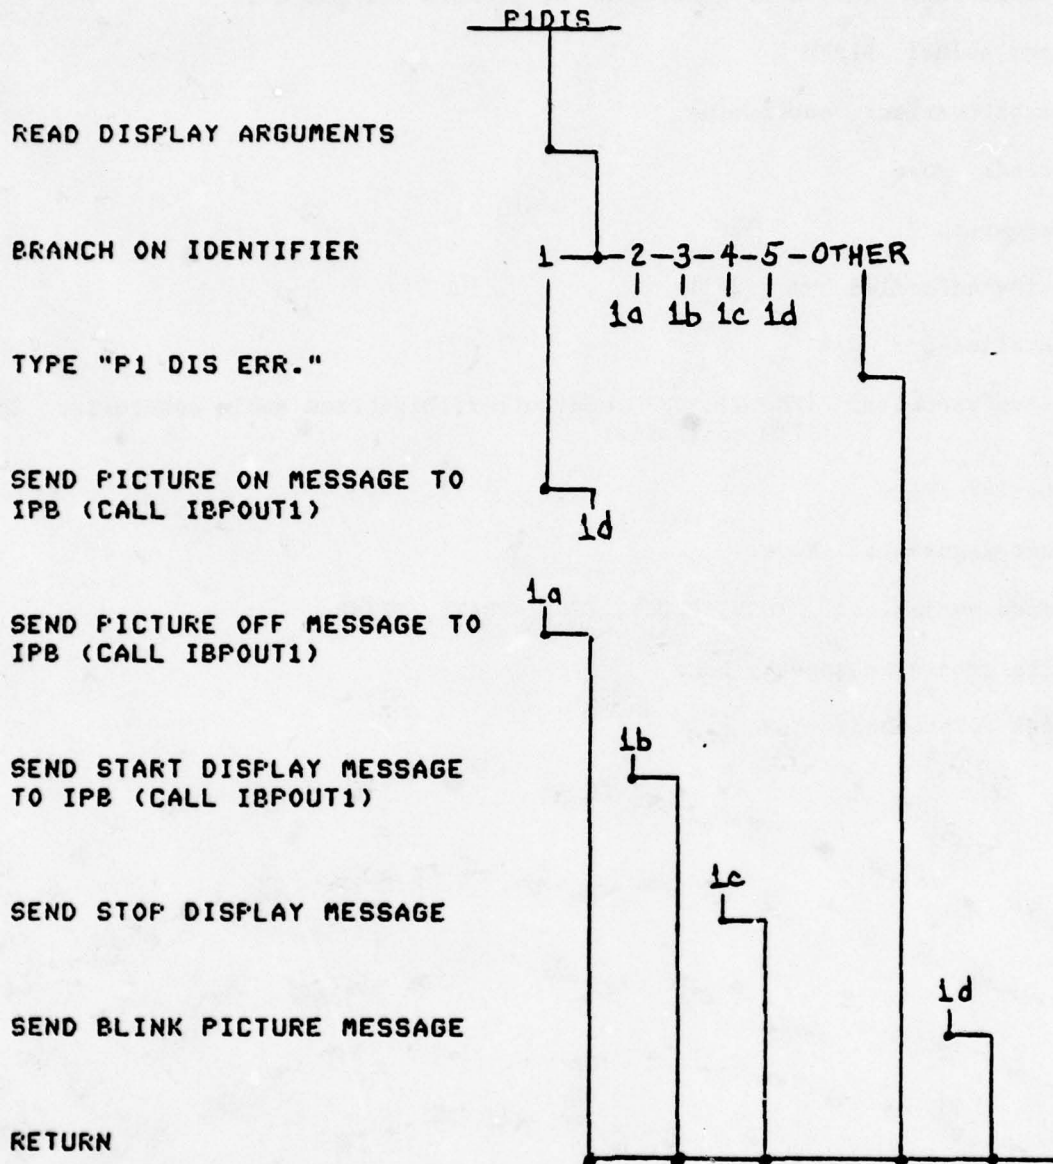 P1DIS
READ DISPLAY ARGUMENTS
BRANCH ON IDENTIFIER
1 2 3 4 5 OTHER
1a 1b 1c 1d
TYPE "P1 DIS ERR."
SEND PICTURE ON MESSAGE TO
IPB (CALL IBPOUT1)
1d
1a
SEND PICTURE OFF MESSAGE TO
IPB (CALL IBPOUT1)
1b
SEND START DISPLAY MESSAGE
TO IPB (CALL IBPOUT1)
1c
SEND STOP DISPLAY MESSAGE
1d
SEND BLINK PICTURE MESSAGE
RETURN